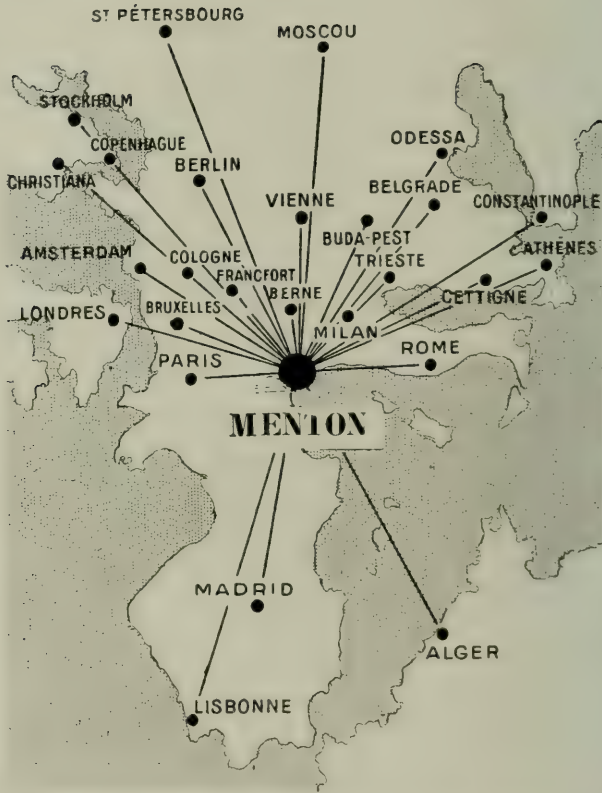 ST PÉTERSBOURG
MOSCOU
STOCKHOLM
COPENHAGUE
ODESSA
CHRISTIANA
BERLIN
BELGRADE
VIENNE
CONSTANTINOPLE
BUDA-PEST
AMSTERDAM
COLOGNE
TRIESTE
ATHÈNES
FRANCFORT
CETTIGNE
LONDRES
BRUXELLES
BERNE
MILAN
PARIS
ROME
MENTON
MADRID
ALGER
LISBONNE